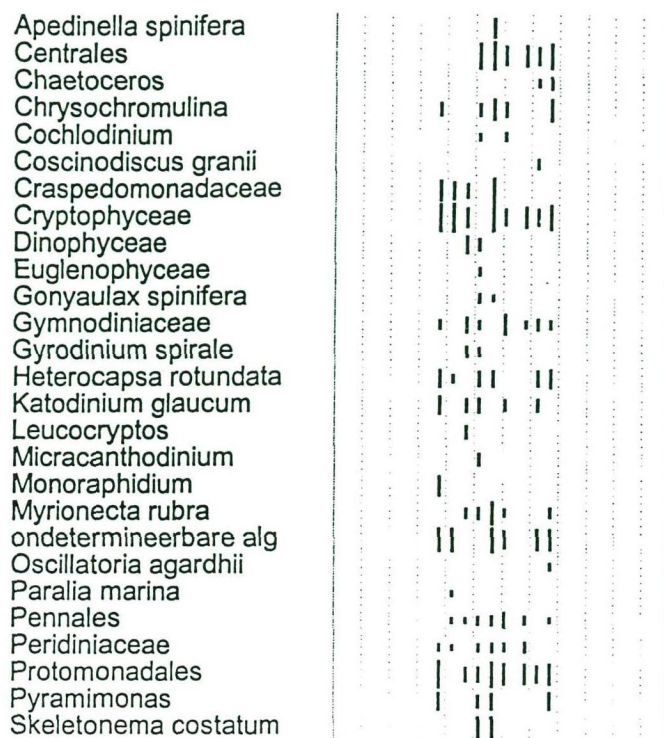 Apedinella spinifera
Centrales
Chaetoceros
Chrysochromulina
Cochlodinium
Coscinodiscus granii
Craspedomonadaceae
Cryptophyceae
Dinophyceae
Euglenophyceae
Gonyaulax spinifera
Gymnodiniaceae
Gyrodinium spirale
Heterocapsa rotundata
Katodinium glaucum
Leucocryptos
Micracanthodinium
Monoraphidium
Myrionecta rubra
ondetermineerbare alg
Oscillatoria agardhii
Paralia marina
Pennales
Peridiniaceae
Protomonadales
Pyramimonas
Skeletonema costatum